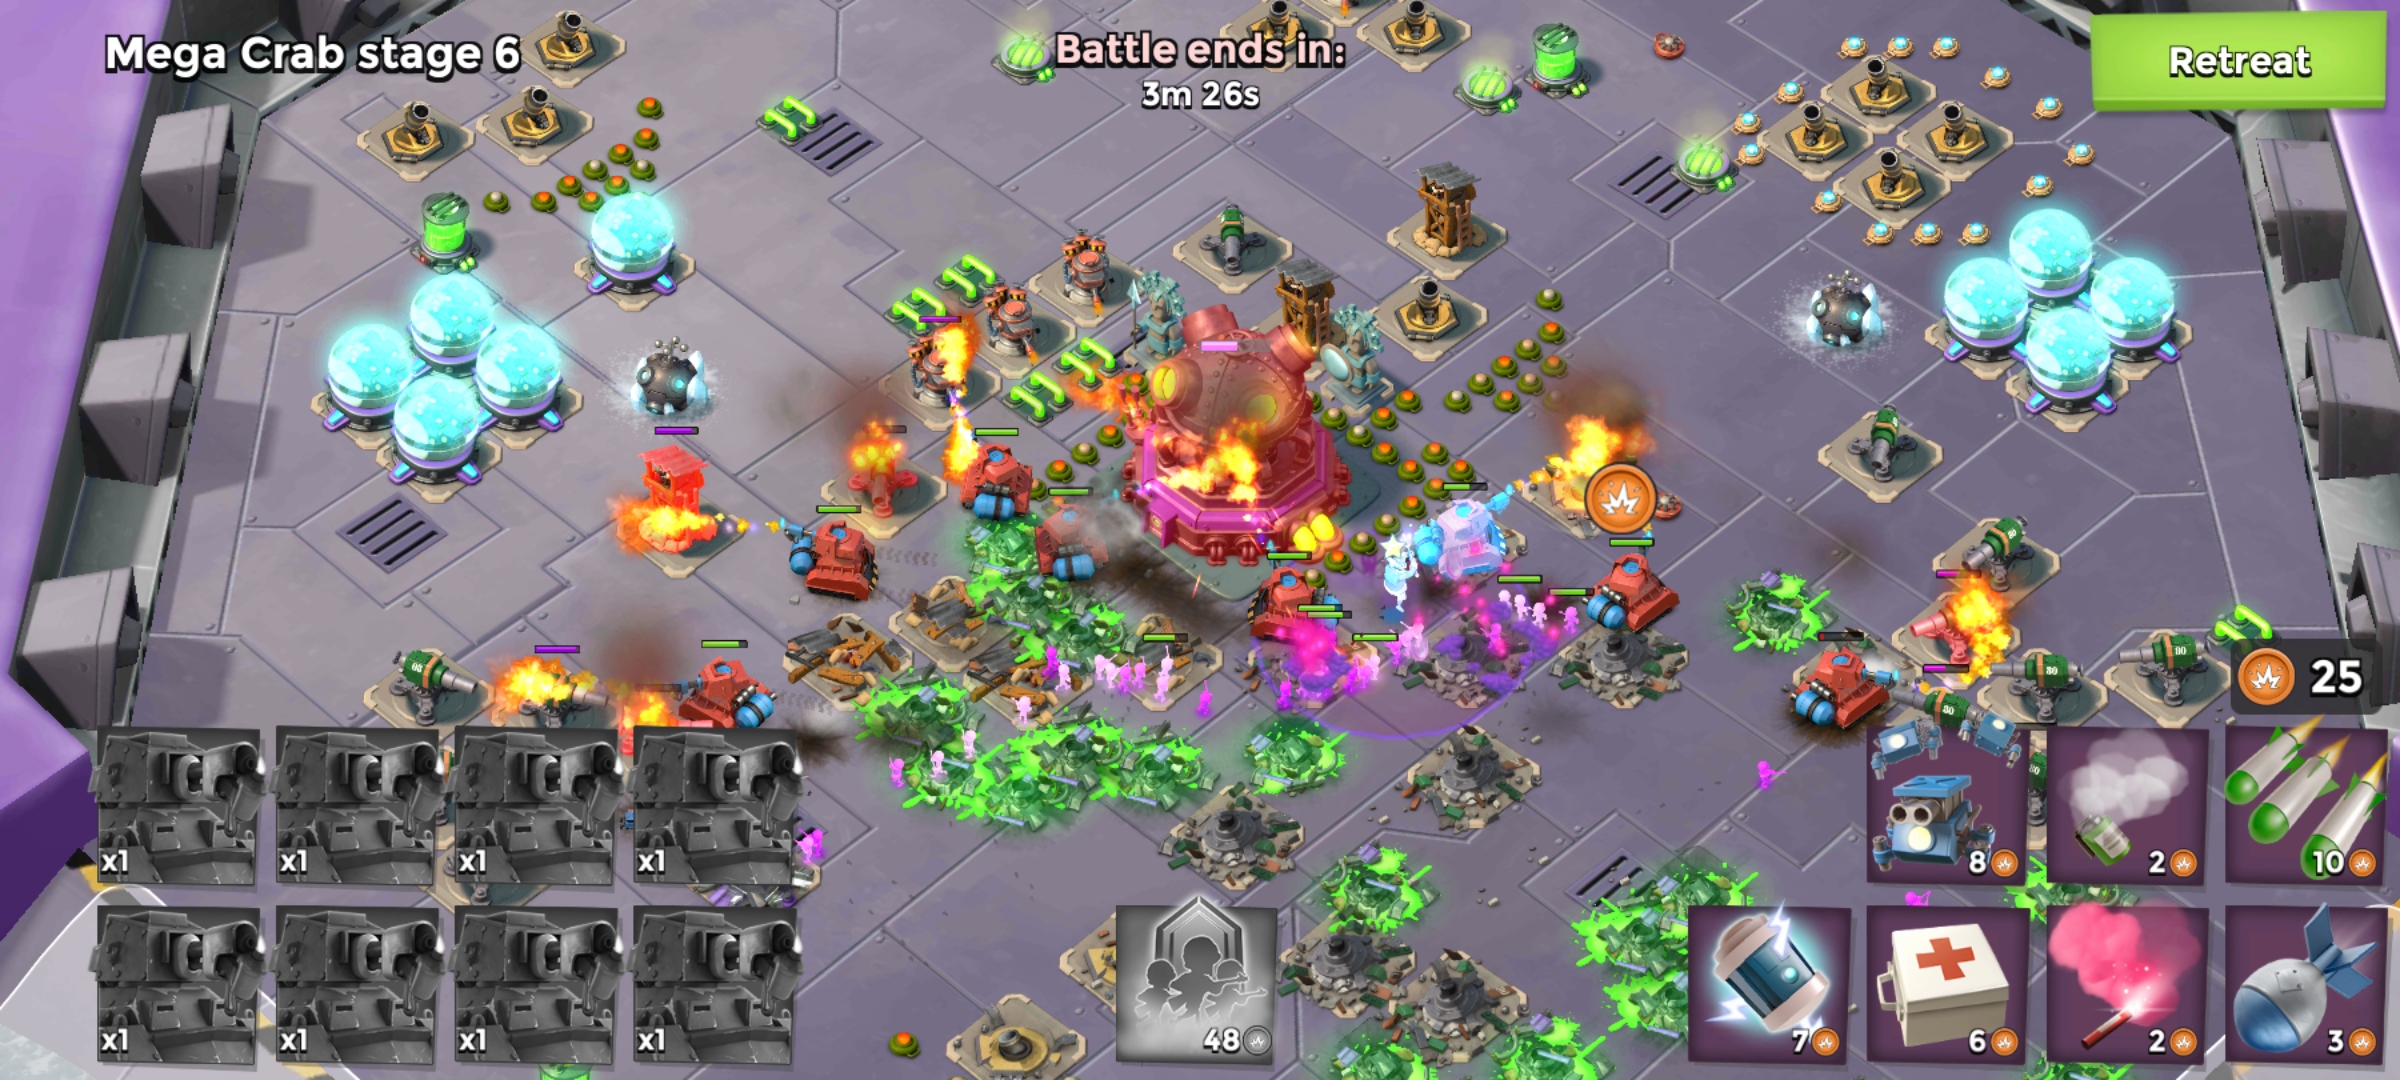 Mega Crab stage 6
Battle ends in:
3m 26s
Retreat
25
x1
x1
x1
x1
8
2
10
x1
x1
x1
x1
48
7
6
2
3